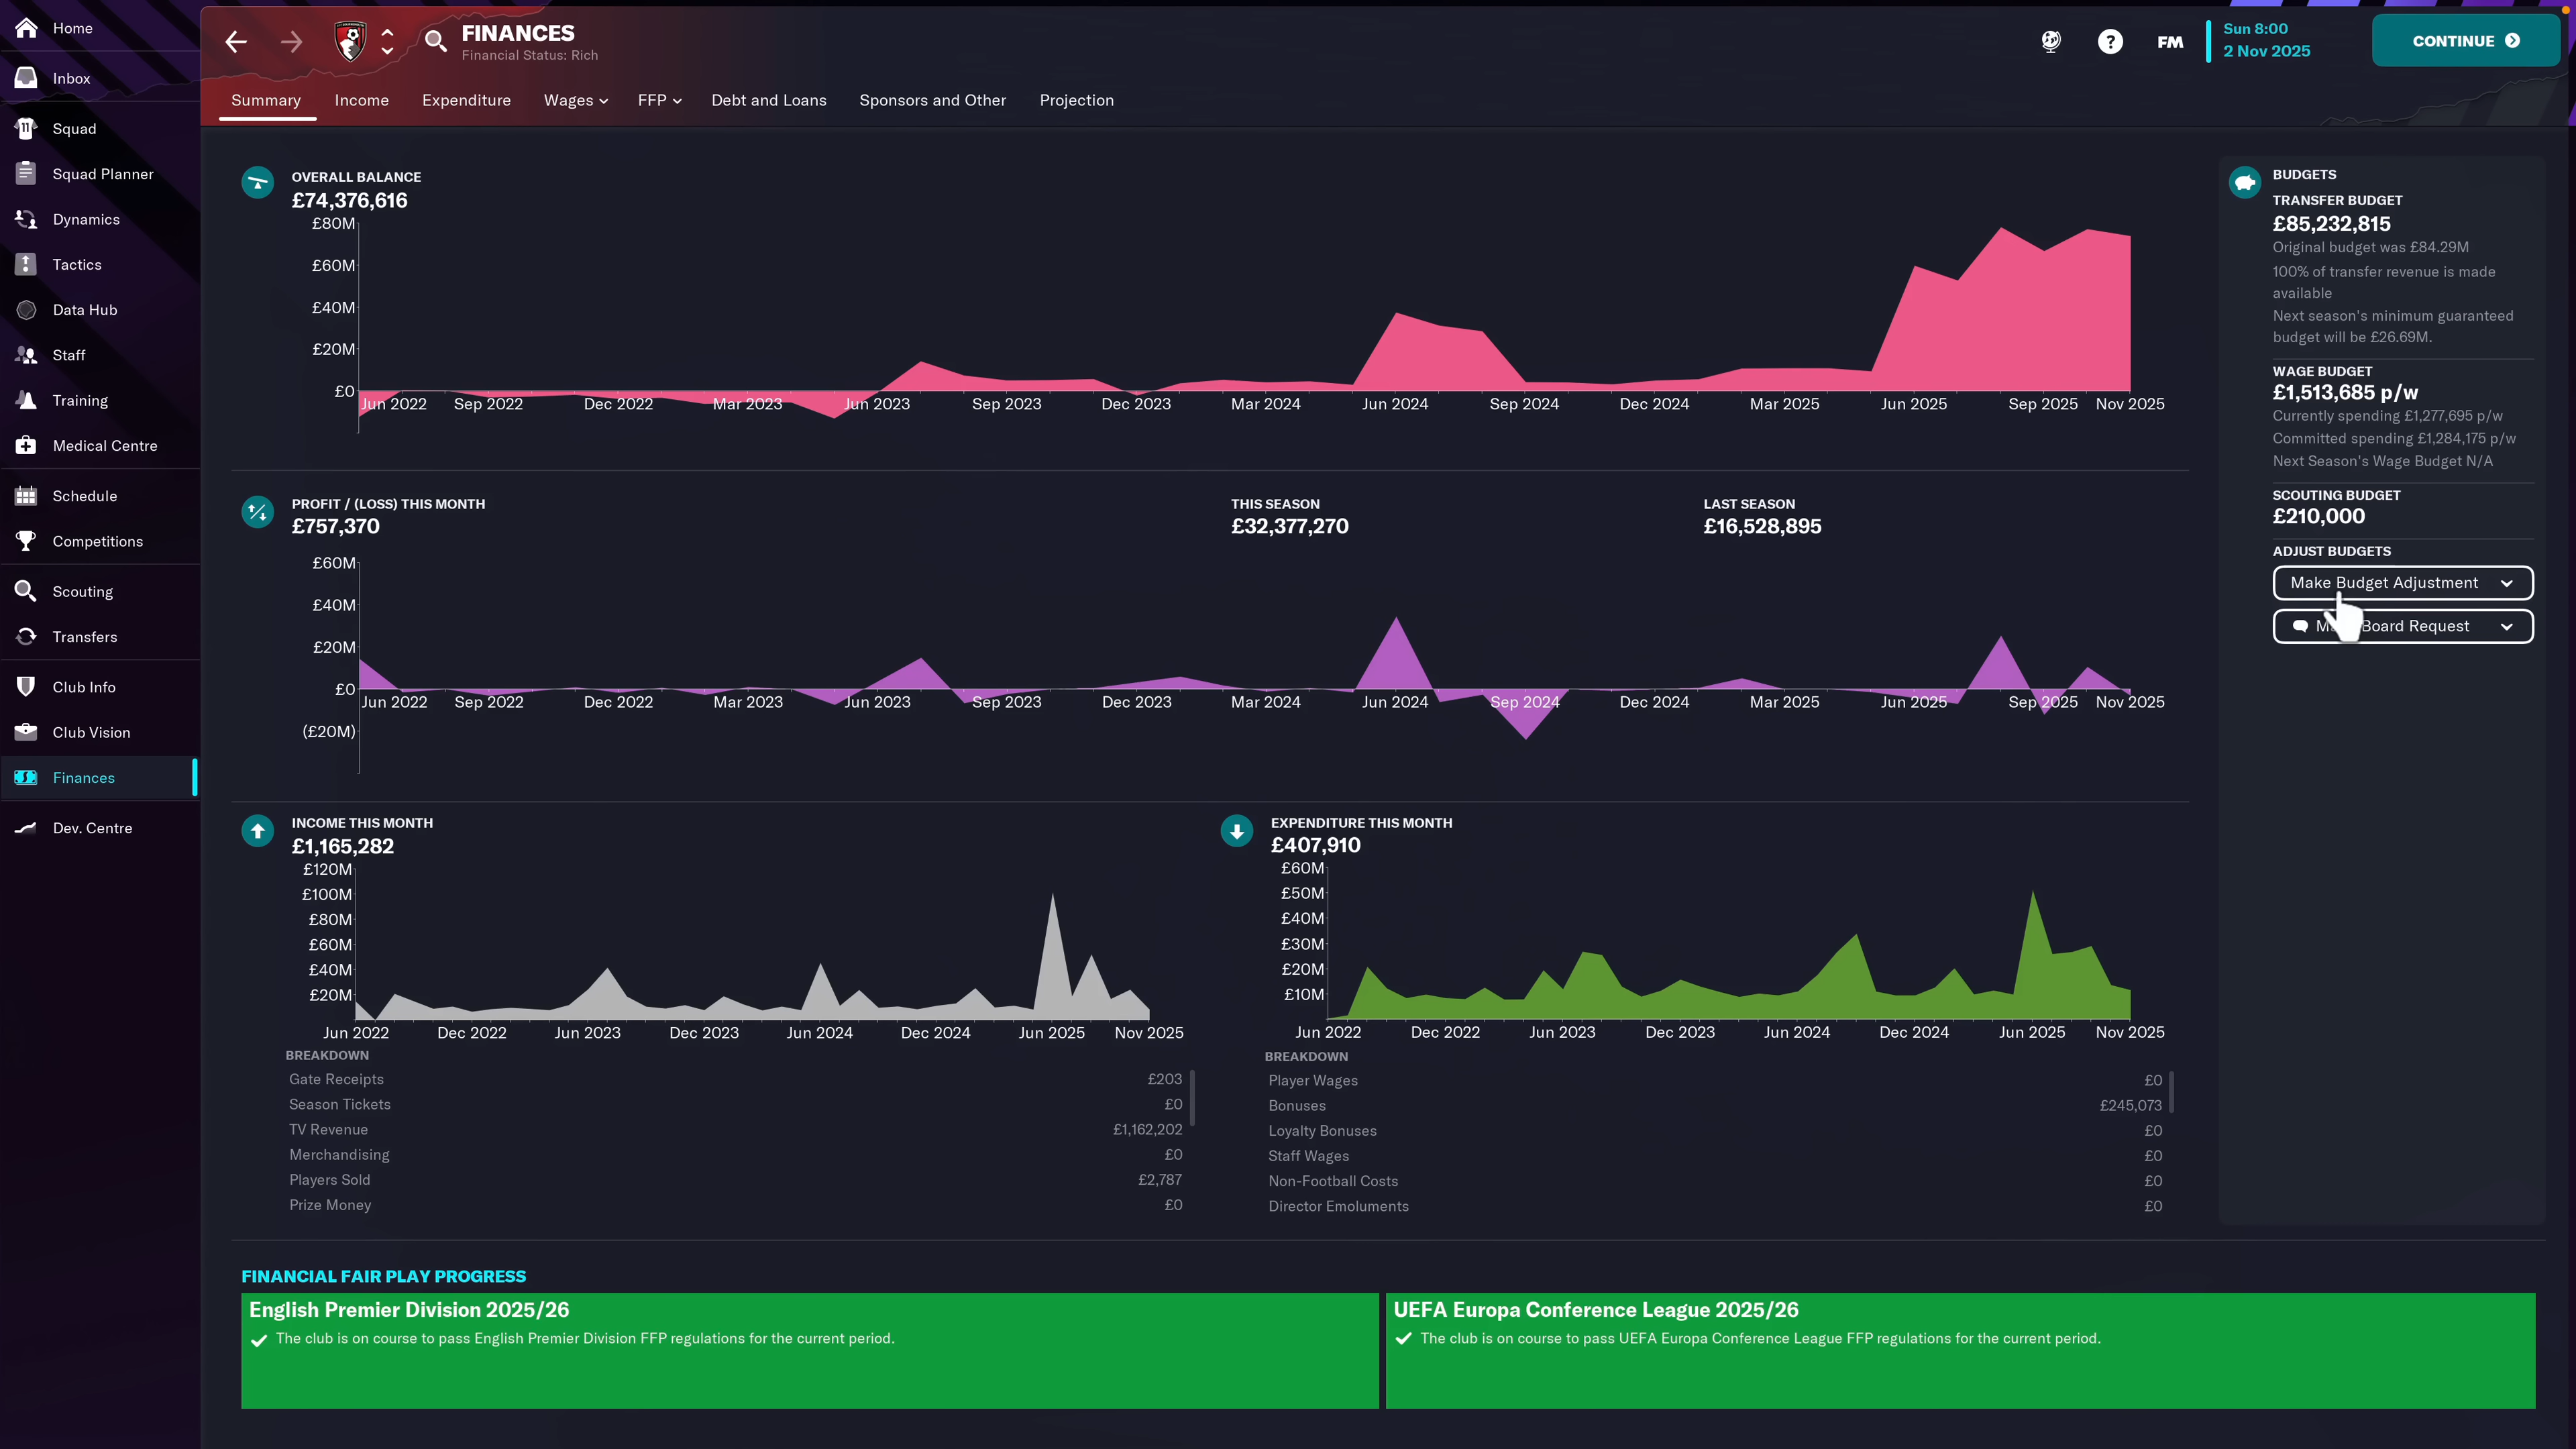 Home
Inbox
Squad
Squad Planner
Dynamics
Tactics
Data Hub
Staff
Training
Medical Centre
Schedule
Competitions
Scouting
Transfers
Club Info
Club Vision
Finances
Dev. Centre
FINANCES
Financial Status: Rich
FM
Sun 8:00
2 Nov 2025
CONTINUE
Summary Income Expenditure Wages FFP Debt and Loans Sponsors and Other Projection
OVERALL BALANCE
£74,376,616
£80M
£60M
£40M
£20M
£0
Jun 2022 Sep 2022 Dec 2022 Mar 2023 Jun 2023 Sep 2023 Dec 2023 Mar 2024 Jun 2024 Sep 2024 Dec 2024 Mar 2025 Jun 2025 Sep 2025 Nov 2025
PROFIT / (LOSS) THIS MONTH
£757,370
THIS SEASON
£32,377,270
LAST SEASON
£16,528,895
£60M
£40M
£20M
£0
(£20M)
Jun 2022 Sep 2022 Dec 2022 Mar 2023 Jun 2023 Sep 2023 Dec 2023 Mar 2024 Jun 2024 Sep 2024 Dec 2024 Mar 2025 Jun 2025 Sep 2025 Nov 2025
INCOME THIS MONTH
£1,165,282
£120M
£100M
£80M
£60M
£40M
£20M
Jun 2022 Dec 2022 Jun 2023 Dec 2023 Jun 2024 Dec 2024 Jun 2025 Nov 2025
BREAKDOWN
Gate Receipts £203
Season Tickets £0
TV Revenue £1,162,202
Merchandising £0
Players Sold £2,787
Prize Money £0
EXPENDITURE THIS MONTH
£407,910
£60M
£50M
£40M
£30M
£20M
£10M
Jun 2022 Dec 2022 Jun 2023 Dec 2023 Jun 2024 Dec 2024 Jun 2025 Nov 2025
BREAKDOWN
Player Wages £0
Bonuses £245,073
Loyalty Bonuses £0
Staff Wages £0
Non-Football Costs £0
Director Emoluments £0
BUDGETS
TRANSFER BUDGET
£85,232,815
Original budget was £84.29M
100% of transfer revenue is made
available
Next season's minimum guaranteed
budget will be £26.69M.
WAGE BUDGET
£1,513,685 p/w
Currently spending £1,277,695 p/w
Committed spending £1,284,175 p/w
Next Season's Wage Budget N/A
SCOUTING BUDGET
£210,000
ADJUST BUDGETS
Make Budget Adjustment
Board Request
FINANCIAL FAIR PLAY PROGRESS
English Premier Division 2025/26
The club is on course to pass English Premier Division FFP regulations for the current period.
UEFA Europa Conference League 2025/26
The club is on course to pass UEFA Europa Conference League FFP regulations for the current period.